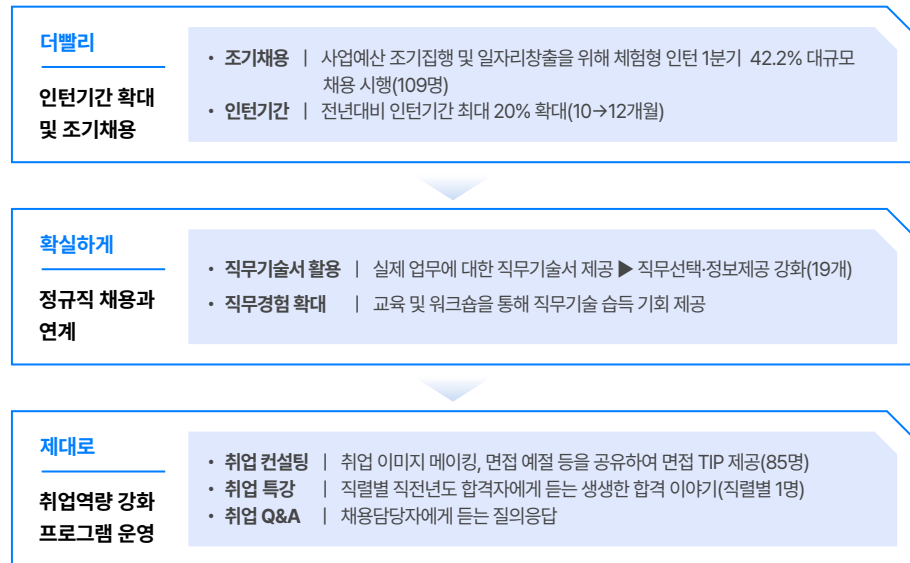 더빨리
인턴기간 확대
및 조기채용
• 조기채용 | 사업예산 조기집행 및 일자리창출을 위해 체험형 인턴 1분기 42.2% 대규모
채용 시행(109명)
• 인턴기간 | 전년대비 인턴기간 최대 20% 확대(10→12개월)
확실하게
정규직 채용과
연계
• 직무기술서 활용 | 실제 업무에 대한 직무기술서 제공 ▶ 직무선택·정보제공 강화(19개)
• 직무경험 확대 | 교육 및 워크숍을 통해 직무기술 습득 기회 제공
제대로
취업역량 강화
프로그램 운영
• 취업 컨설팅 | 취업 이미지 메이킹, 면접 예절 등을 공유하여 면접 TIP 제공(85명)
• 취업 특강 | 직렬별 직전년도 합격자에게 듣는 생생한 합격 이야기(직렬별 1명)
• 취업 Q&A | 채용담당자에게 듣는 질의응답